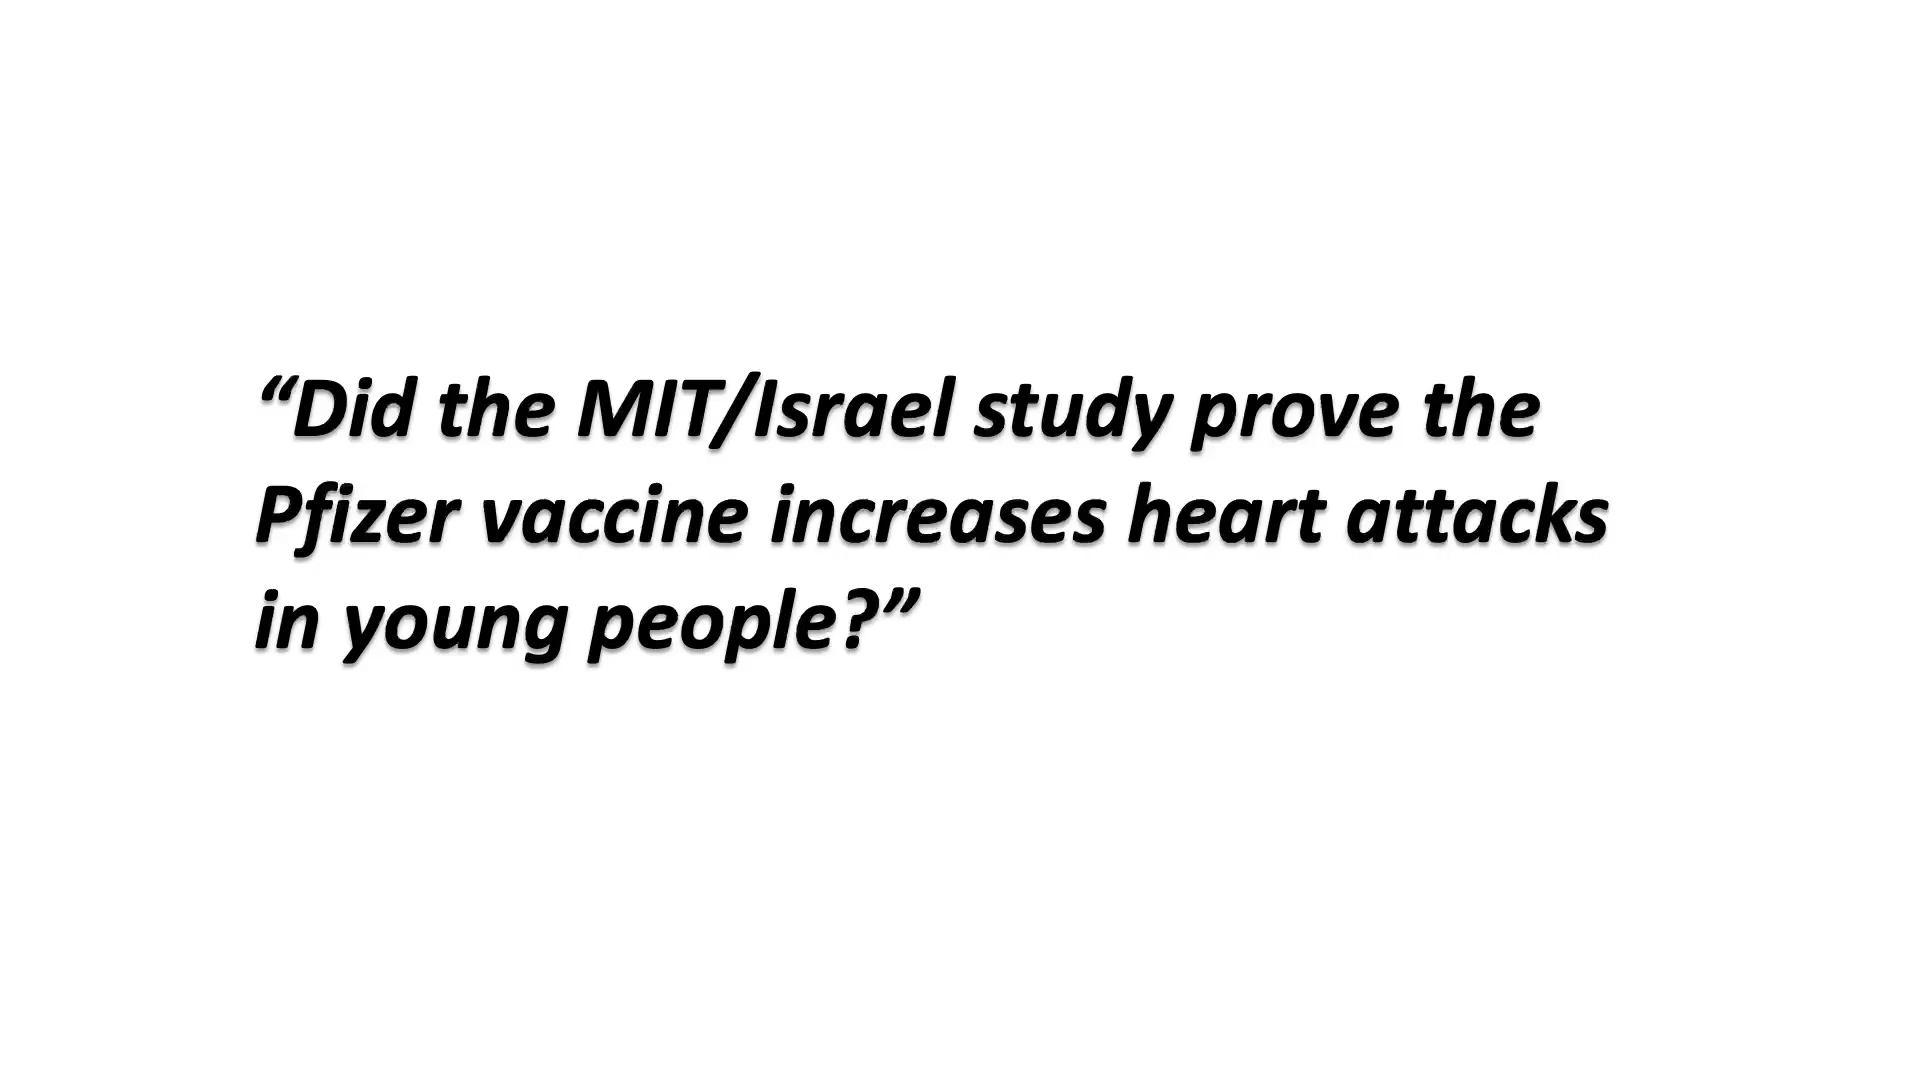 “Did the MIT/Israel study prove the
Pfizer vaccine increases heart attacks
in young people?”